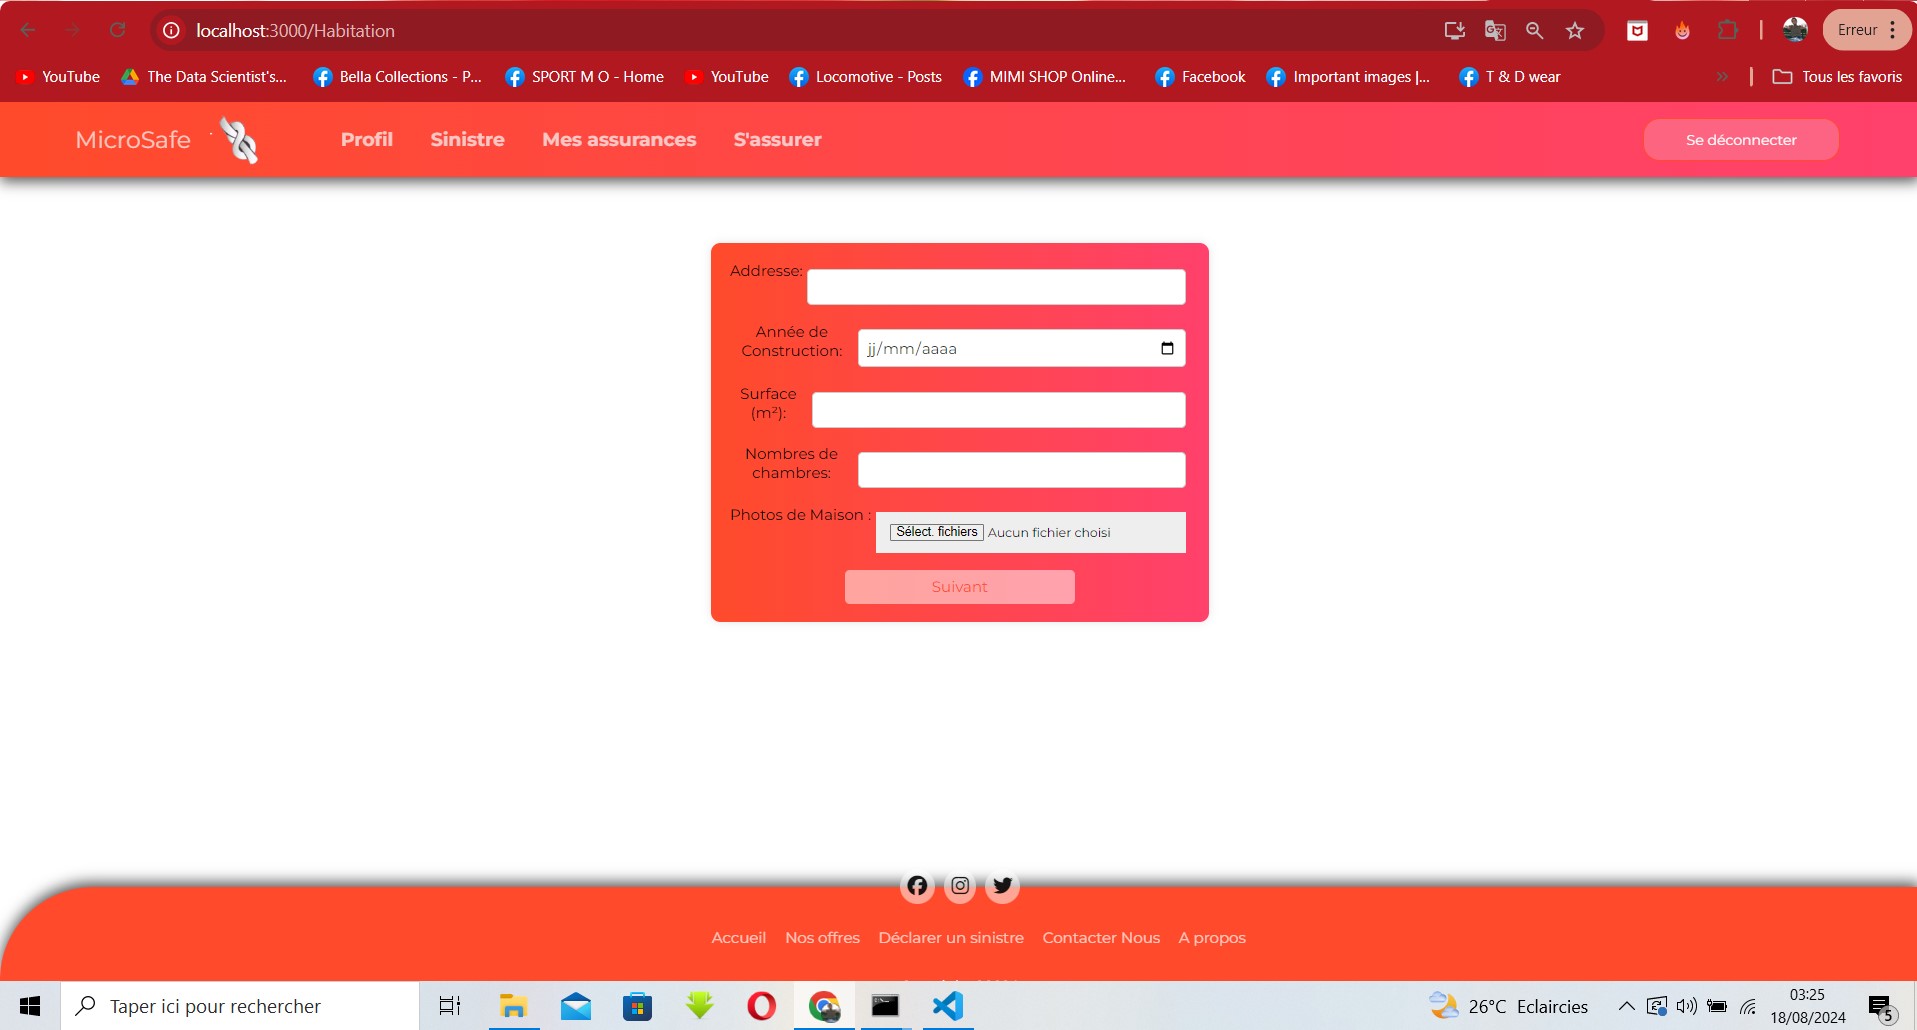 localhost:3000/Habitation
Erreur
YouTube
The Data Scientist's...
Bella Collections - P...
SPORT M O - Home
YouTube
Locomotive - Posts
MIMI SHOP Online...
Facebook
Important images |...
T & D wear
»
Tous les favoris
MicroSafe
Profil
Sinistre
Mes assurances
S'assurer
Se déconnecter
Addresse:
Année de
Construction:
jj/mm/aaaa
Surface
(m²):
Nombres de
chambres:
Photos de Maison :
Sélect. fichiers
Aucun fichier choisi
Suivant
Accueil
Nos offres
Déclarer un sinistre
Contacter Nous
A propos
Taper ici pour rechercher
26°C Eclaircies
03:25
18/08/2024
5